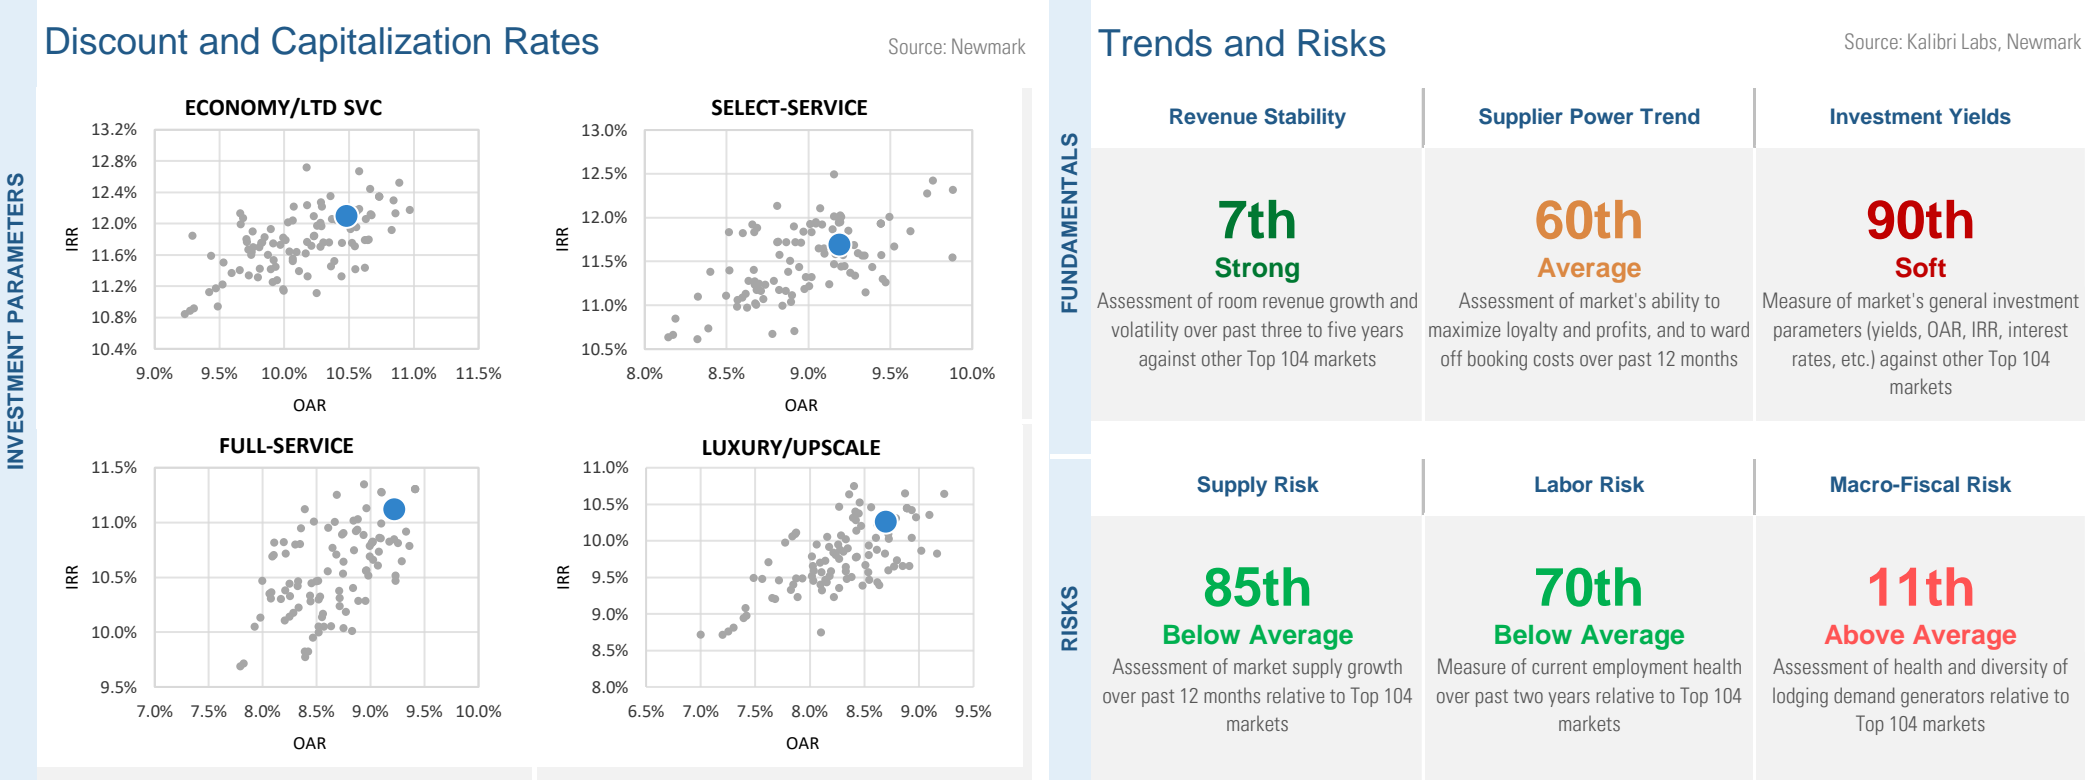 INVESTMENT PARAMETERS
Discount and Capitalization Rates
Source: Newmark
ECONOMY/LTD SVC
13.2%
12.8%
12.4%
12.0%
11.6%
11.2%
10.8%
10.4%
IRR
9.0% 9.5% 10.0% 10.5% 11.0% 11.5%
OAR
SELECT-SERVICE
13.0%
12.5%
12.0%
11.5%
11.0%
10.5%
IRR
8.0% 8.5% 9.0% 9.5% 10.0%
OAR
FULL-SERVICE
11.5%
11.0%
10.5%
10.0%
9.5%
IRR
7.0% 7.5% 8.0% 8.5% 9.0% 9.5% 10.0%
OAR
LUXURY/UPSCALE
11.0%
10.5%
10.0%
9.5%
9.0%
8.5%
8.0%
IRR
6.5% 7.0% 7.5% 8.0% 8.5% 9.0% 9.5%
OAR
Trends and Risks
Source: Kalibri Labs, Newmark
FUNDAMENTALS
Revenue Stability
7th
Strong
Assessment of room revenue growth and
volatility over past three to five years
against other Top 104 markets
Supplier Power Trend
60th
Average
Assessment of market's ability to
maximize loyalty and profits, and to ward
off booking costs over past 12 months
Investment Yields
90th
Soft
Measure of market's general investment
parameters (yields, OAR, IRR, interest
rates, etc.) against other Top 104
markets
RISKS
Supply Risk
85th
Below Average
Assessment of market supply growth
over past 12 months relative to Top 104
markets
Labor Risk
70th
Below Average
Measure of current employment health
over past two years relative to Top 104
markets
Macro-Fiscal Risk
11th
Above Average
Assessment of health and diversity of
lodging demand generators relative to
Top 104 markets